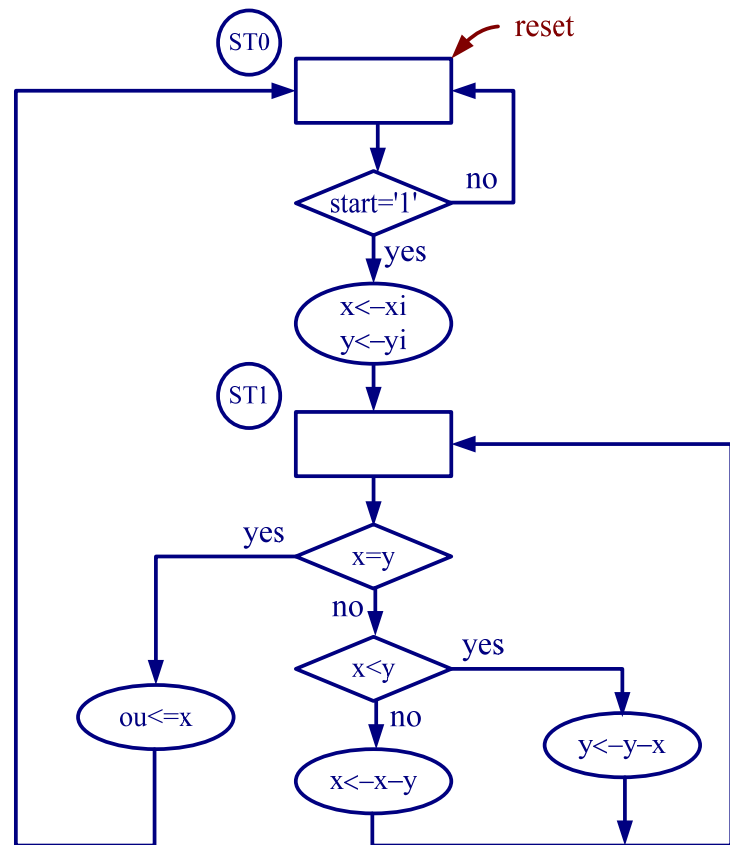 reset
ST0
no
start='1'
yes
x<–xi
y<–yi
ST1
yes
x=y
no
yes
x<y
no
ou<=x
y<–y–x
x<–x–y